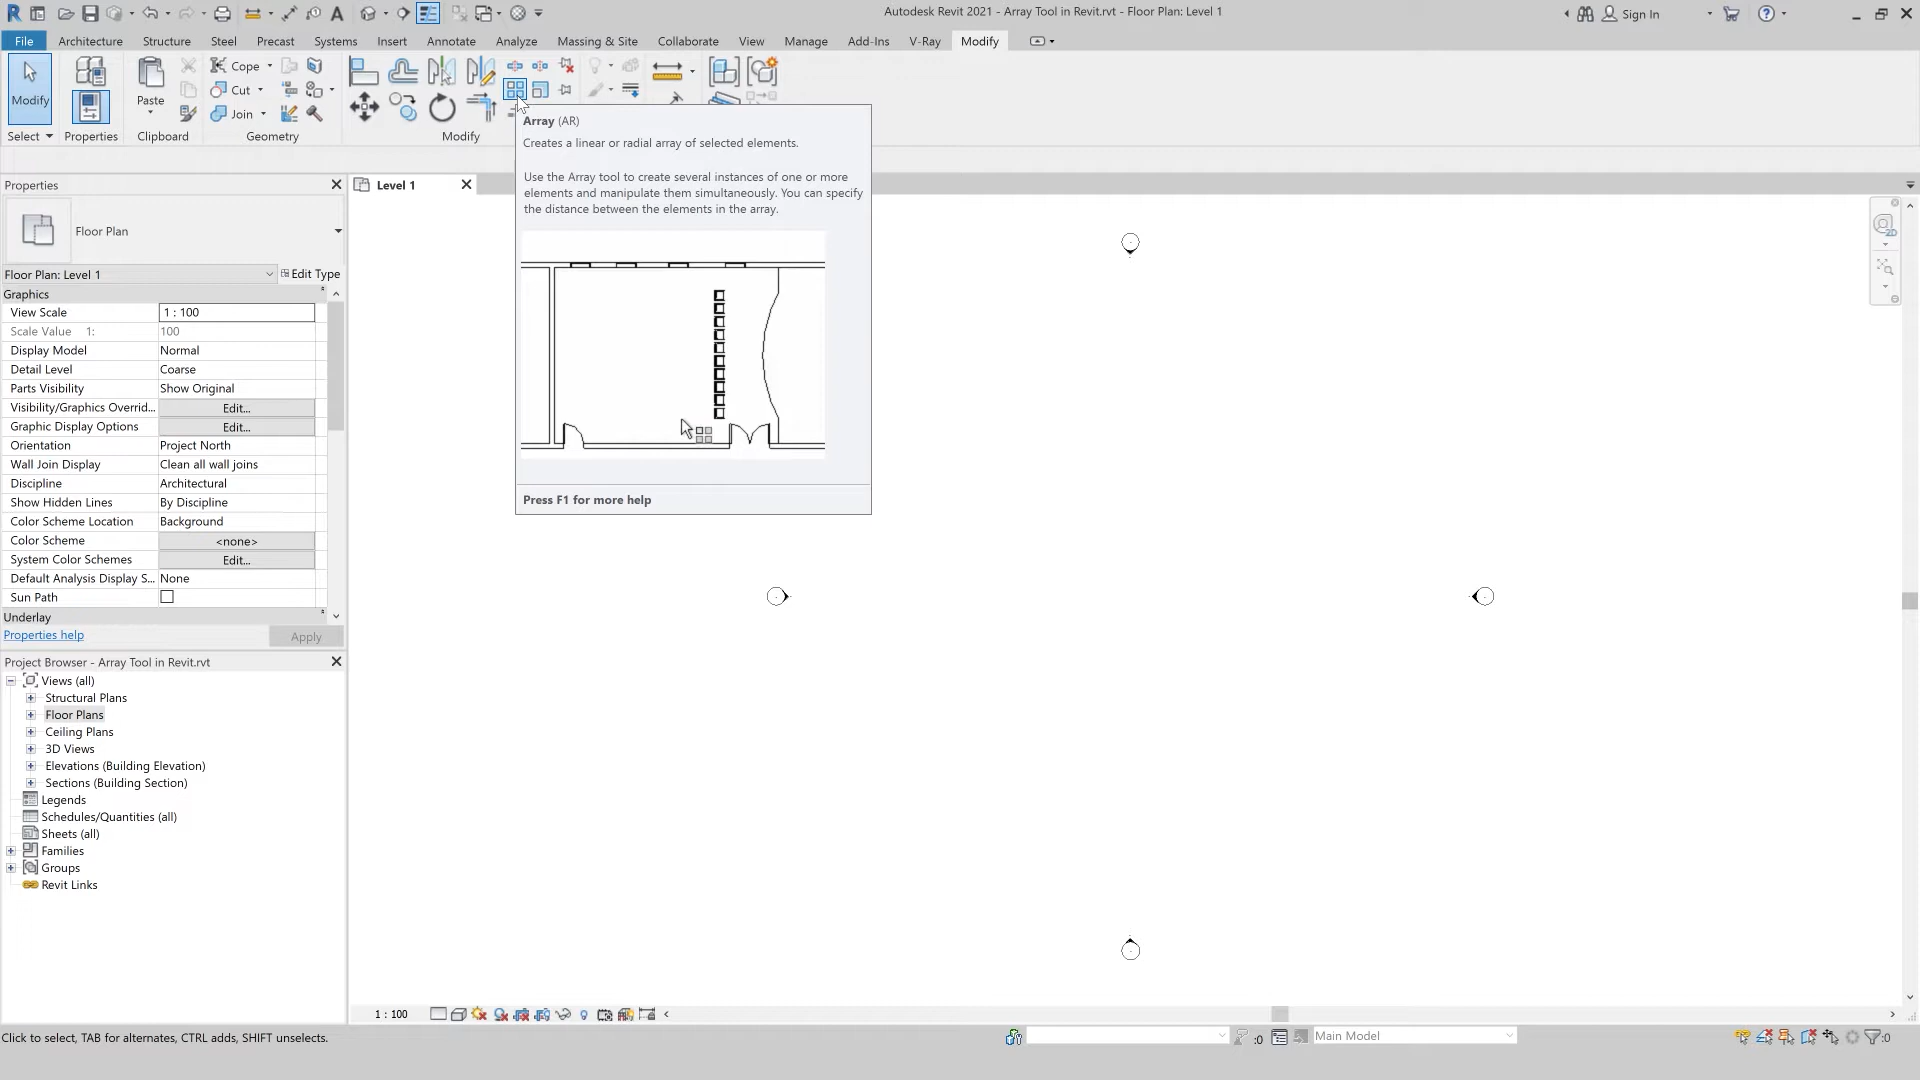 Autodesk Revit 2021 - Array Tool in Revit.rvt - Floor Plan: Level 1
Sign In
File Architecture Structure Steel Precast Systems Insert Annotate Analyze Massing & Site Collaborate View Manage Add-Ins V-Ray Modify
Modify
Paste
Cope
Cut
Join
Select Properties Clipboard Geometry Modify
Array (AR)
Creates a linear or radial array of selected elements.
Use the Array tool to create several instances of one or more
elements and manipulate them simultaneously. You can specify
the distance between the elements in the array.
Press F1 for more help
Properties
Level 1
Floor Plan
Floor Plan: Level 1
Edit Type
Graphics
View Scale 1 : 100
Scale Value 1: 100
Display Model Normal
Detail Level Coarse
Parts Visibility Show Original
Visibility/Graphics Overrid... Edit...
Graphic Display Options Edit...
Orientation Project North
Wall Join Display Clean all wall joins
Discipline Architectural
Show Hidden Lines By Discipline
Color Scheme Location Background
Color Scheme <none>
System Color Schemes Edit...
Default Analysis Display S... None
Sun Path
Underlay
Properties help
Apply
Project Browser - Array Tool in Revit.rvt
Views (all)
Structural Plans
Floor Plans
Ceiling Plans
3D Views
Elevations (Building Elevation)
Sections (Building Section)
Legends
Schedules/Quantities (all)
Sheets (all)
Families
Groups
Revit Links
2D
1 : 100
Click to select, TAB for alternates, CTRL adds, SHIFT unselects.
:0
Main Model
:0